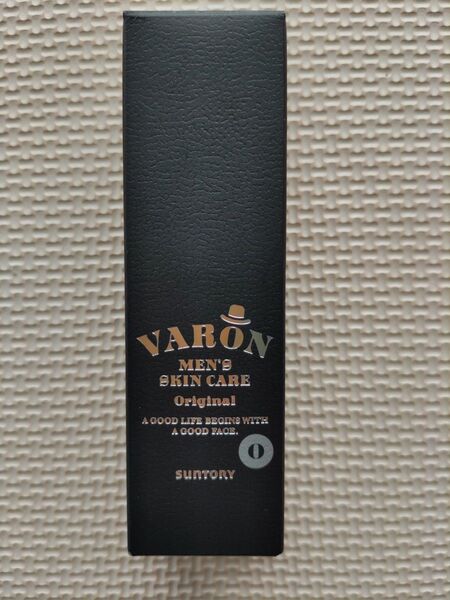 VARON
MEN'S
SKIN CARE
Original
A GOOD LIFE BEGINS WITH
A GOOD FACE.
O
SUNTORY